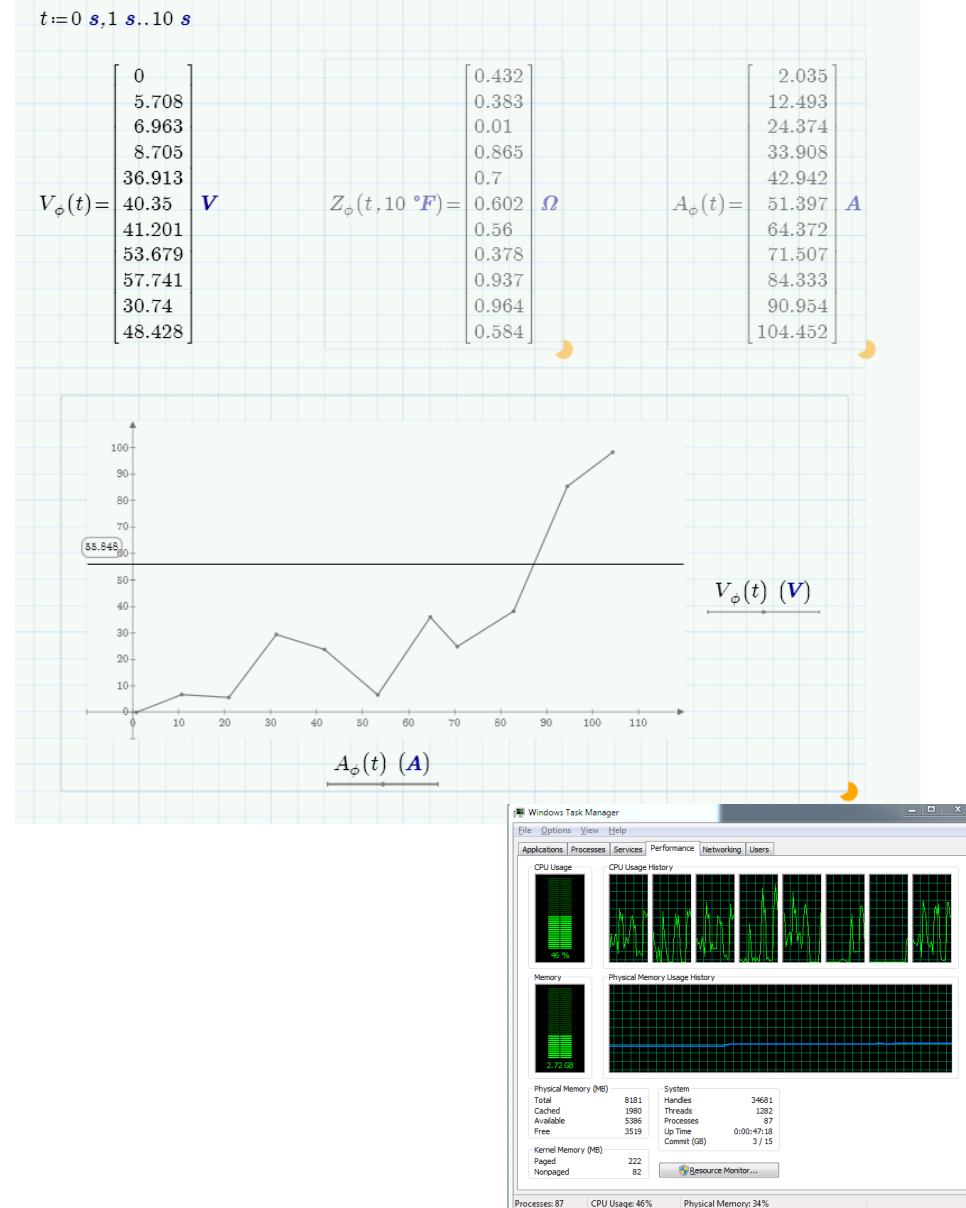 t:=0 s,1 s..10 s
V_ϕ(t)= [0 5.708 6.963 8.705 36.913 40.35 41.201 53.679 57.741 30.74 48.428] V
Z_ϕ(t,10 °F)= [0.432 0.383 0.01 0.865 0.7 0.602 0.56 0.378 0.937 0.964 0.584] Ω
A_ϕ(t)= [2.035 12.493 24.374 33.908 42.942 51.397 64.372 71.507 84.333 90.954 104.452] A
100
90
80
70
60
55.848
50
40
30
20
10
0
0 10 20 30 40 50 60 70 80 90 100 110
V_ϕ(t) (V)
A_ϕ(t) (A)
Windows Task Manager
File Options View Help
Applications Processes Services Performance Networking Users
CPU Usage CPU Usage History
46 %
Memory Physical Memory Usage History
2.72 GB
Physical Memory (MB)
Total 8181
Cached 1980
Available 5386
Free 3519
Kernel Memory (MB)
Paged 222
Nonpaged 82
System
Handles 34681
Threads 1282
Processes 87
Up Time 0:00:47:18
Commit (GB) 3 / 15
Resource Monitor...
Processes: 87 CPU Usage: 46% Physical Memory: 34%